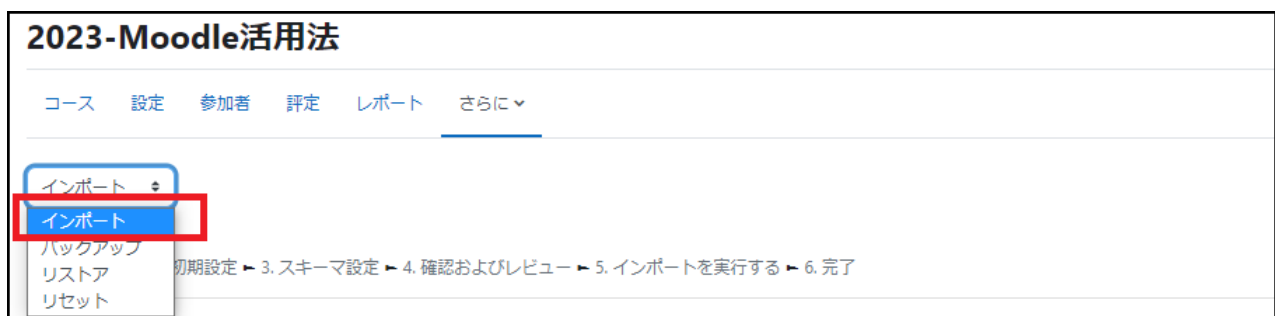 2023-Moodle活用法
コース 設定 参加者 評定 レポート さらに
インポート
インポート
バックアップ
リストア
リセット
初期設定 ► 3. スキーマ設定 ► 4. 確認およびレビュー ► 5. インポートを実行する ► 6. 完了